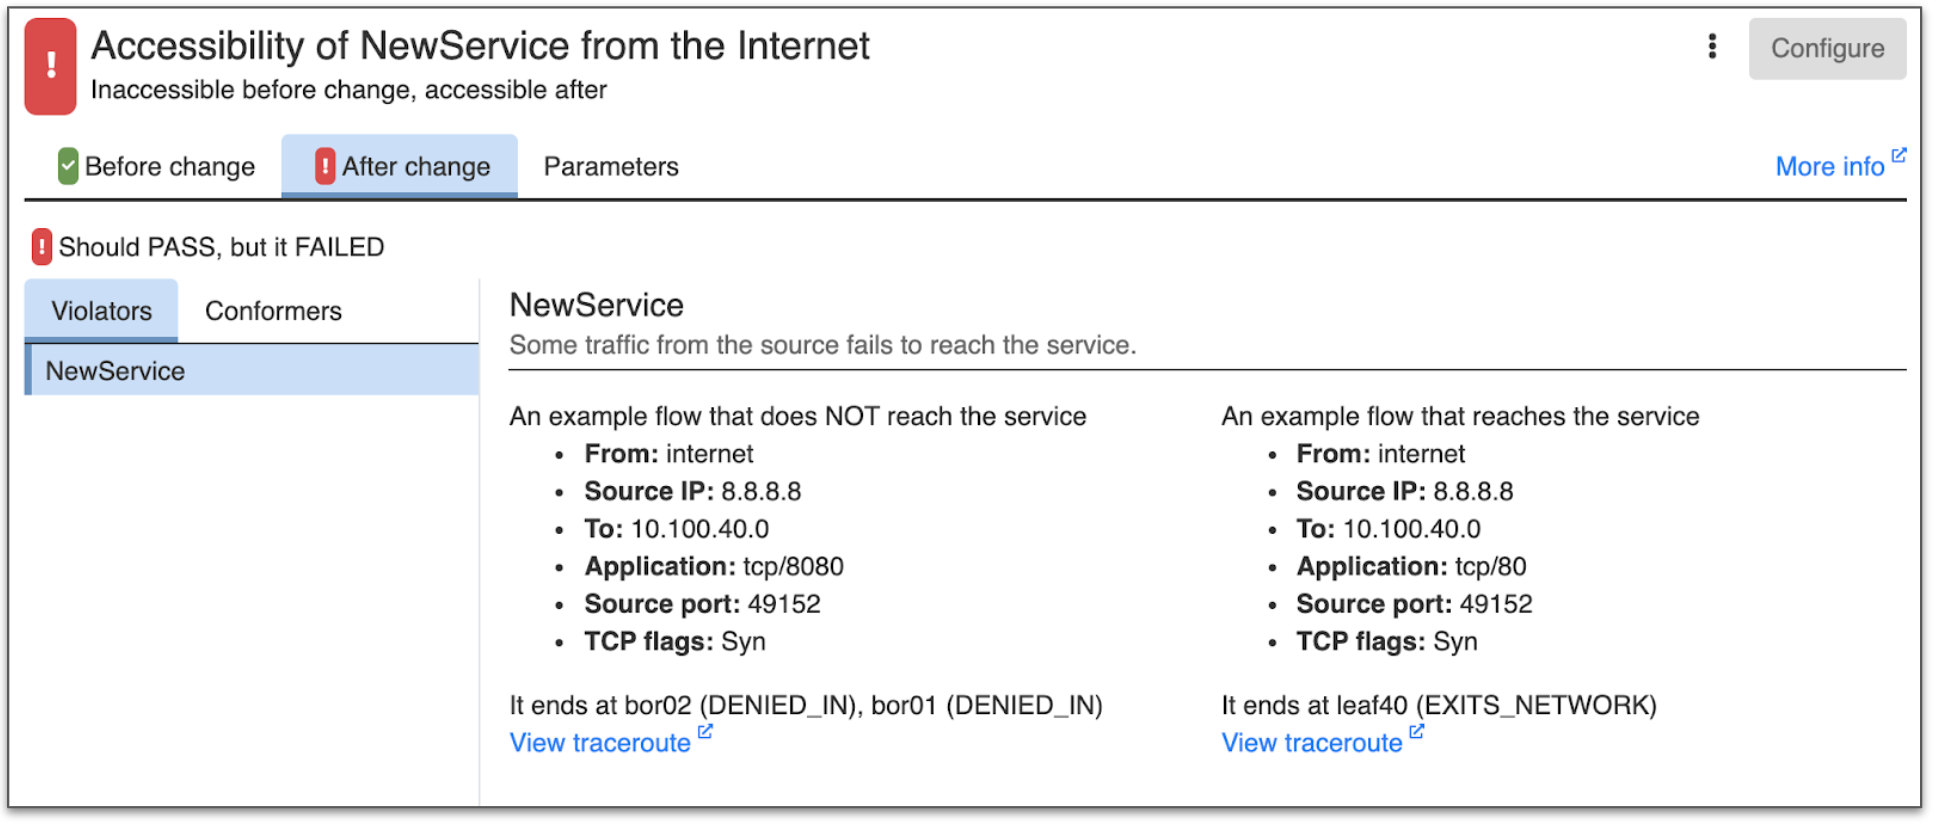 Accessibility of NewService from the Internet
Configure
Inaccessible before change, accessible after
Before change
After change
Parameters
More info
Should PASS, but it FAILED
Violators
Conformers
NewService
NewService
Some traffic from the source fails to reach the service.
An example flow that does NOT reach the service
• From: internet
• Source IP: 8.8.8.8
• To: 10.100.40.0
• Application: tcp/8080
• Source port: 49152
• TCP flags: Syn
It ends at bor02 (DENIED_IN), bor01 (DENIED_IN)
View traceroute
An example flow that reaches the service
• From: internet
• Source IP: 8.8.8.8
• To: 10.100.40.0
• Application: tcp/80
• Source port: 49152
• TCP flags: Syn
It ends at leaf40 (EXITS_NETWORK)
View traceroute